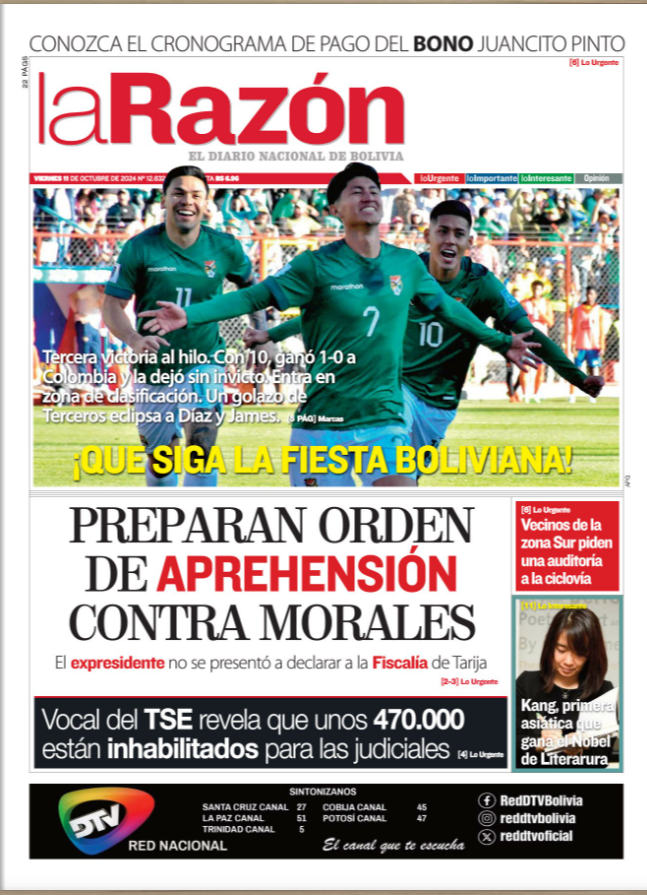 CONOZCA EL CRONOGRAMA DE PAGO DEL BONO JUANCITO PINTO
[6] Lo Urgente
22 PÁGS
laRazón
EL DIARIO NACIONAL DE BOLIVIA
VIERNES 11 DE OCTUBRE DE 2024 Nº 12.632
BS 6.96
loUrgente loImportante loInteresante Opinión
marathon
11
marathon
7
10
Tercera victoria al hilo. Con 10, ganó 1-0 a
Colombia y la dejó sin invicto. Entra en
zona de clasificación. Un golazo de
Terceros eclipsa a Díaz y James. [8 PÁG] Marcas
¡QUE SIGA LA FIESTA BOLIVIANA!
APG
PREPARAN ORDEN
DE APREHENSIÓN
CONTRA MORALES
El expresidente no se presentó a declarar a la Fiscalía de Tarija
[2-3] Lo Urgente
Vocal del TSE revela que unos 470.000
están inhabilitados para las judiciales [4] Lo Urgente
[6] Lo Urgente
Vecinos de la
zona Sur piden
una auditoría
a la ciclovía
[11] Lo Interesante
Kang, primera
asiática que
gana el Nobel
de Literarura
DTV
RED NACIONAL
SINTONIZANOS
SANTA CRUZ CANAL 27 COBIJA CANAL 45
LA PAZ CANAL 51 POTOSÍ CANAL 47
TRINIDAD CANAL 5
El canal que te escucha
RedDTVBolivia
reddtvbolivia
reddtvoficial